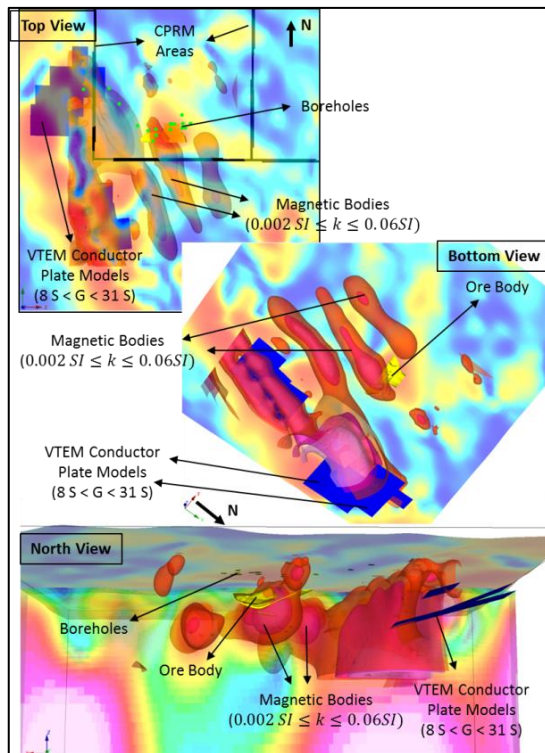 Top View
CPRM
Areas
N
Boreholes
Magnetic Bodies
(0.002 SI ≤ k ≤ 0.06SI)
VTEM Conductor
Plate Models
(8 S < G < 31 S)
Bottom View
Ore Body
Magnetic Bodies
(0.002 SI ≤ k ≤ 0.06SI)
VTEM Conductor
Plate Models
(8 S < G < 31 S)
N
North View
Boreholes
Ore Body
Magnetic Bodies
(0.002 SI ≤ k ≤ 0.06SI)
VTEM Conductor
Plate Models
(8 S < G < 31 S)